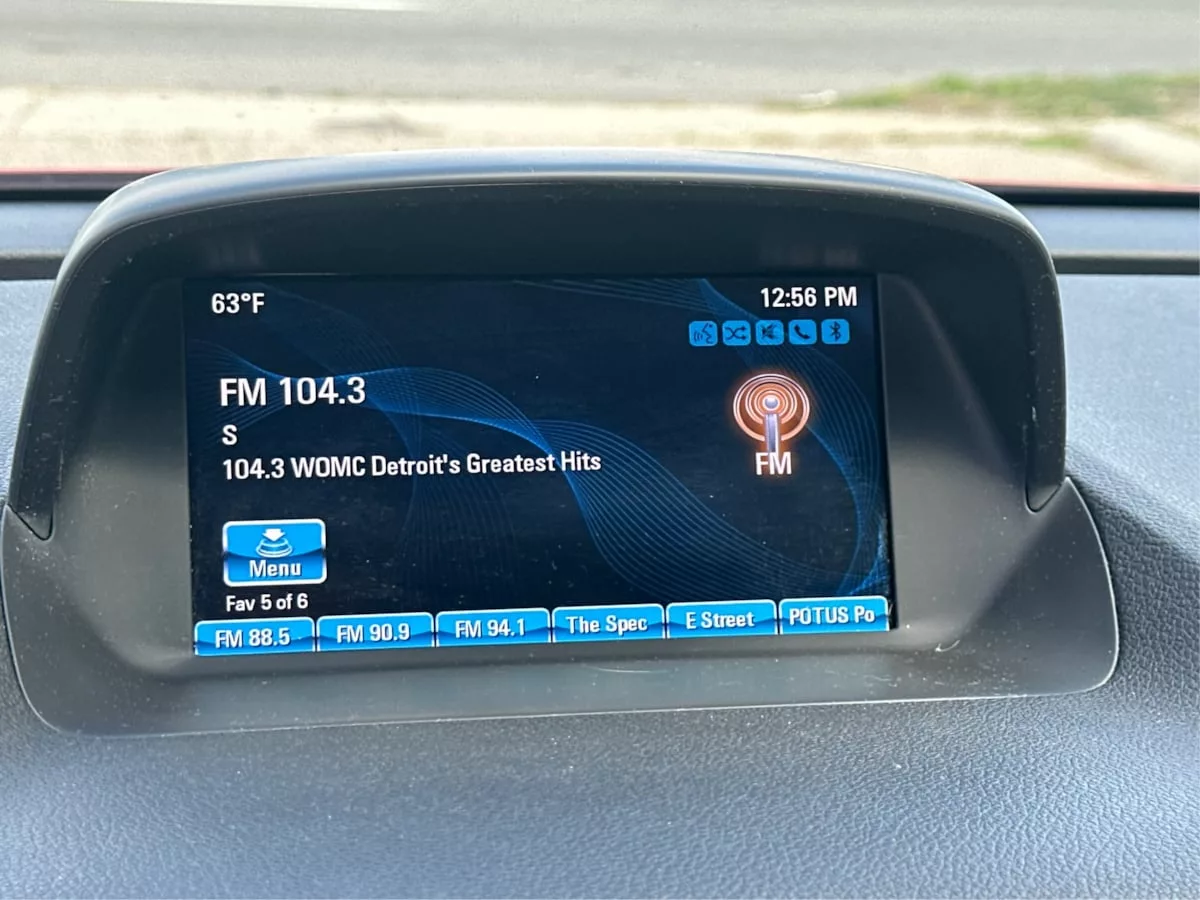 63°F
12:56 PM
FM 104.3
S
104.3 WOMC Detroit's Greatest Hits
FM
Menu
Fav 5 of 6
FM 88.5
FM 90.9
FM 94.1
The Spec
E Street
POTUS Po